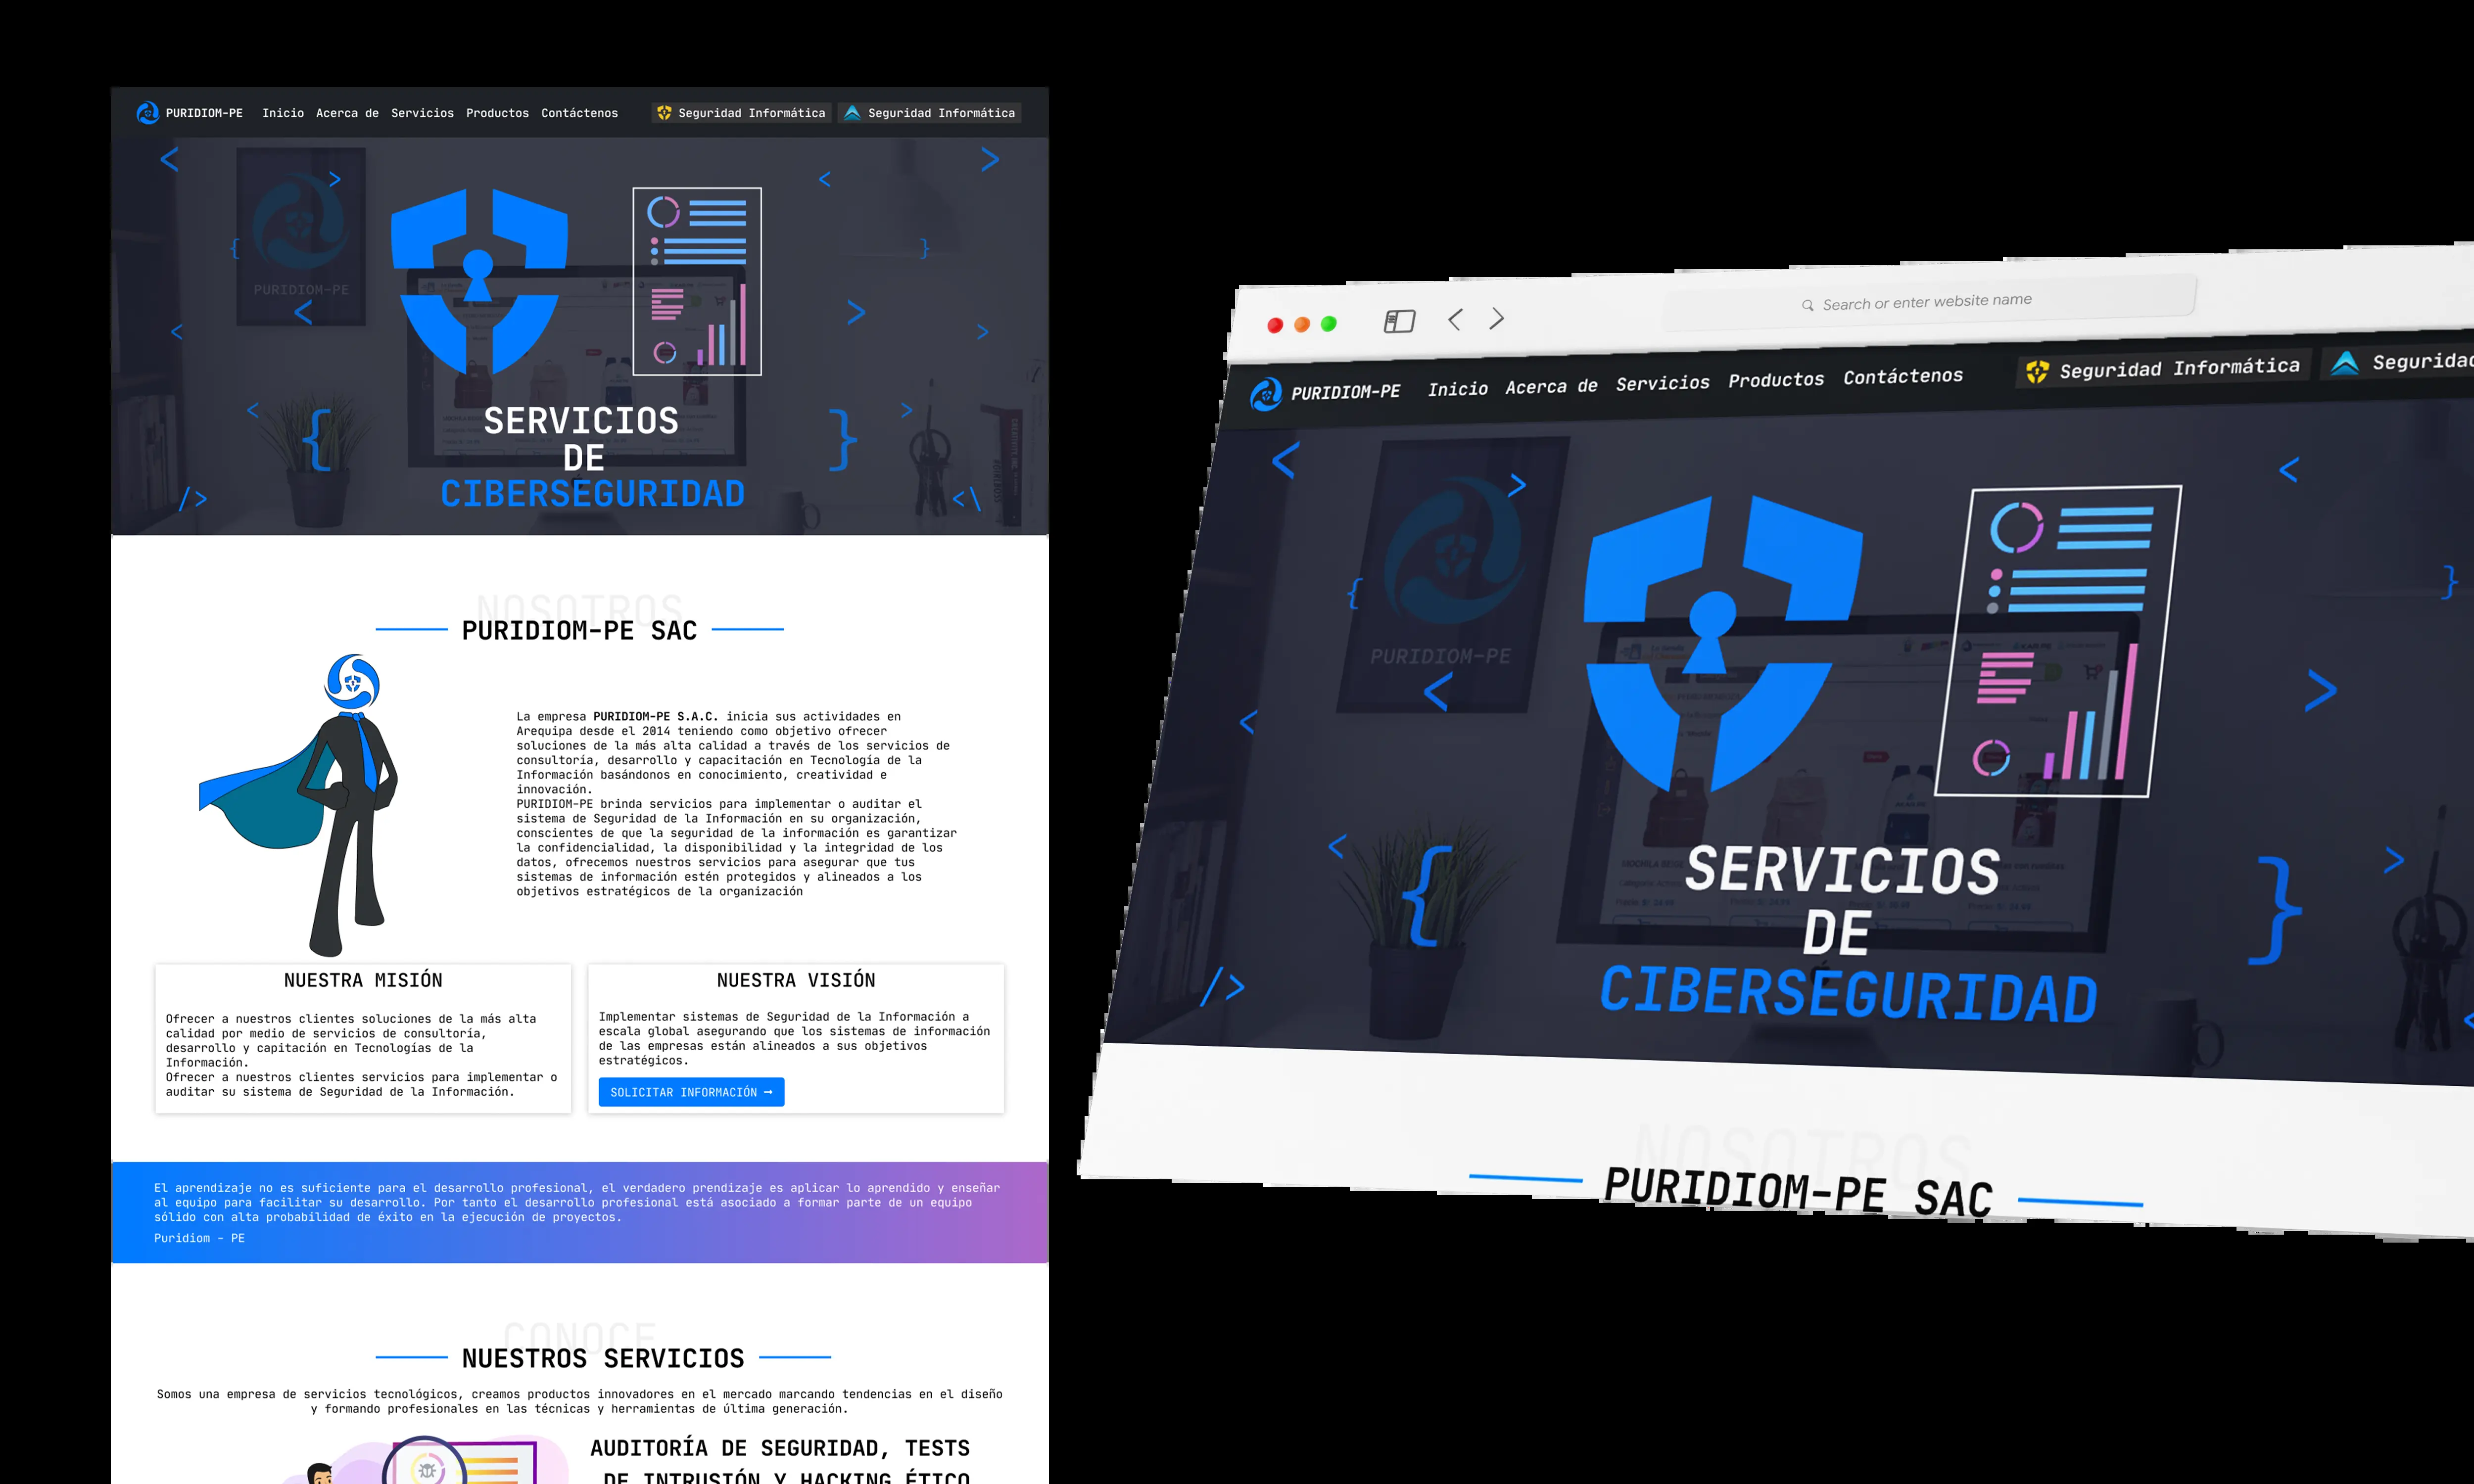 PURIDIOM-PE Inicio Acerca de Servicios Productos Contáctenos Seguridad Informática Seguridad Informática
PURIDIOM-PE
SERVICIOS
DE
CIBERSEGURIDAD
NOSOTROS
PURIDIOM-PE SAC
La empresa PURIDIOM-PE S.A.C. inicia sus actividades en
Arequipa desde el 2014 teniendo como objetivo ofrecer
soluciones de la más alta calidad a través de los servicios de
consultoría, desarrollo y capacitación en Tecnología de la
Información basándonos en conocimiento, creatividad e
innovación.
PURIDIOM-PE brinda servicios para implementar o auditar el
sistema de Seguridad de la Información en su organización,
conscientes de que la seguridad de la información es garantizar
la confidencialidad, la disponibilidad y la integridad de los
datos, ofrecemos nuestros servicios para asegurar que tus
sistemas de información estén protegidos y alineados a los
objetivos estratégicos de la organización
NUESTRA MISIÓN
Ofrecer a nuestros clientes soluciones de la más alta
calidad por medio de servicios de consultoría,
desarrollo y capitación en Tecnologías de la
Información.
Ofrecer a nuestros clientes servicios para implementar o
auditar su sistema de Seguridad de la Información.
NUESTRA VISIÓN
Implementar sistemas de Seguridad de la Información a
escala global asegurando que los sistemas de información
de las empresas están alineados a sus objetivos
estratégicos.
SOLICITAR INFORMACIÓN →
El aprendizaje no es suficiente para el desarrollo profesional, el verdadero prendizaje es aplicar lo aprendido y enseñar
al equipo para facilitar su desarrollo. Por tanto el desarrollo profesional está asociado a formar parte de un equipo
sólido con alta probabilidad de éxito en la ejecución de proyectos.
Puridiom - PE
CONOCE
NUESTROS SERVICIOS
Somos una empresa de servicios tecnológicos, creamos productos innovadores en el mercado marcando tendencias en el diseño
y formando profesionales en las técnicas y herramientas de última generación.
AUDITORÍA DE SEGURIDAD, TESTS
DE INTRUSIÓN Y HACKING ÉTICO
Search or enter website name
PURIDIOM-PE Inicio Acerca de Servicios Productos Contáctenos Seguridad Informática Seguridad
PURIDIOM-PE
SERVICIOS
DE
CIBERSEGURIDAD
NOSOTROS
PURIDIOM-PE SAC